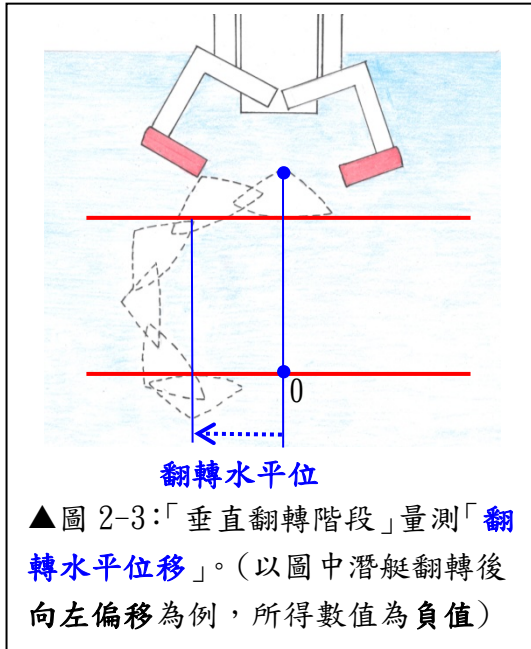 0
翻轉水平位
▲圖 2-3:「垂直翻轉階段」量測「翻
轉水平位移」。(以圖中潛艇翻轉後
向左偏移為例,所得數值為負值)